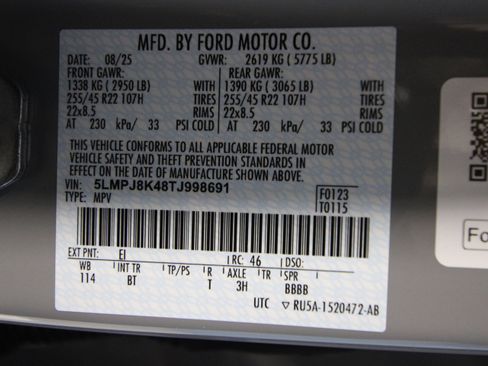 MFD. BY FORD MOTOR CO.
DATE: 08/25 GVWR: 2619 KG (5775 LB)
FRONT GAWR: REAR GAWR:
1338 KG (2950 LB) WITH 1390 KG (3065 LB) WITH
255/45 R22 107H TIRES 255/45 R22 107H TIRES
22x8.5 RIMS 22x8.5 RIMS
AT 230 kPa/ 33 PSI COLD AT 230 kPa/ 33 PSI COLD
THIS VEHICLE CONFORMS TO ALL APPLICABLE FEDERAL MOTOR
VEHICLE SAFETY AND THEFT PREVENTION STANDARDS IN EFFECT
ON THE DATE OF MANUFACTURE SHOWN ABOVE.
VIN: 5LMPJ8K48TJ998691 F0123
TYPE: MPV T0115
EXT PNT: EI RC: 46 DSO:
WB INT TR TP/PS R AXLE TR SPR
114 BT T 3H BBBB
UTC ▽ RU5A-1520472-AB
Fo